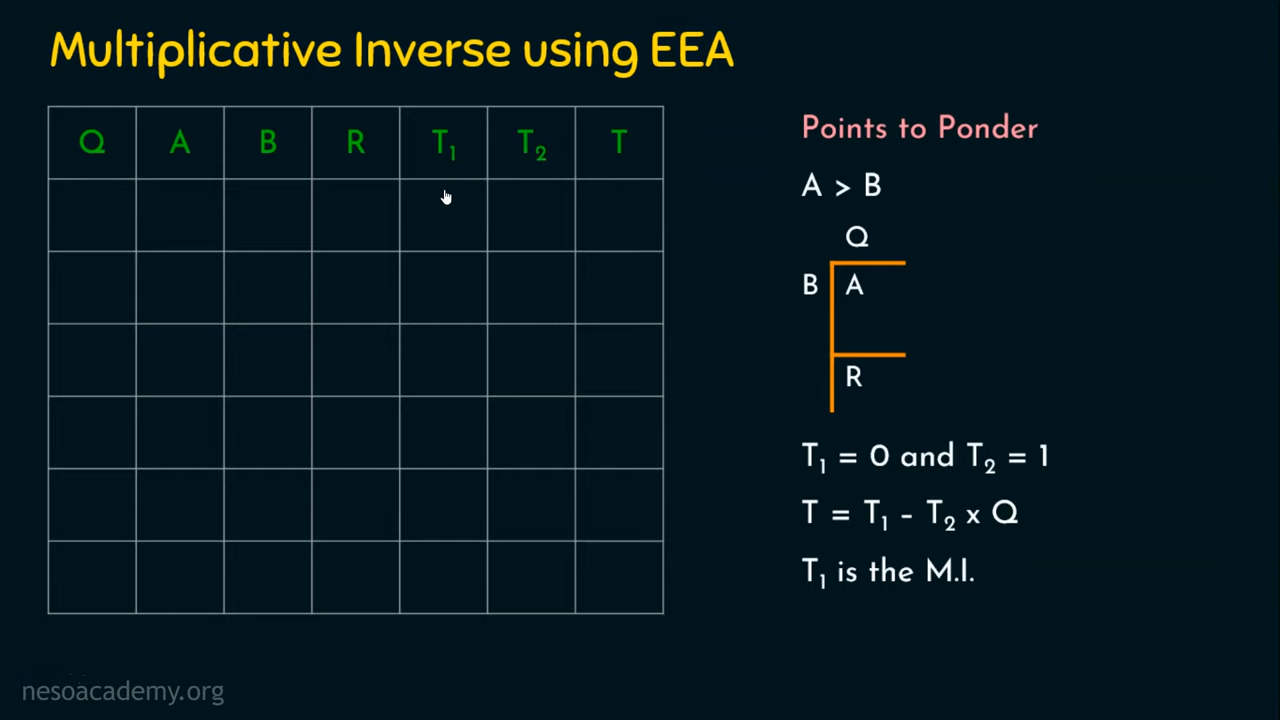 Multiplicative Inverse using EEA
Q A B R T₁ T₂ T
Points to Ponder
A > B
Q
B A
R
T₁ = 0 and T₂ = 1
T = T₁ - T₂ x Q
T₁ is the M.I.
nesoacademy.org